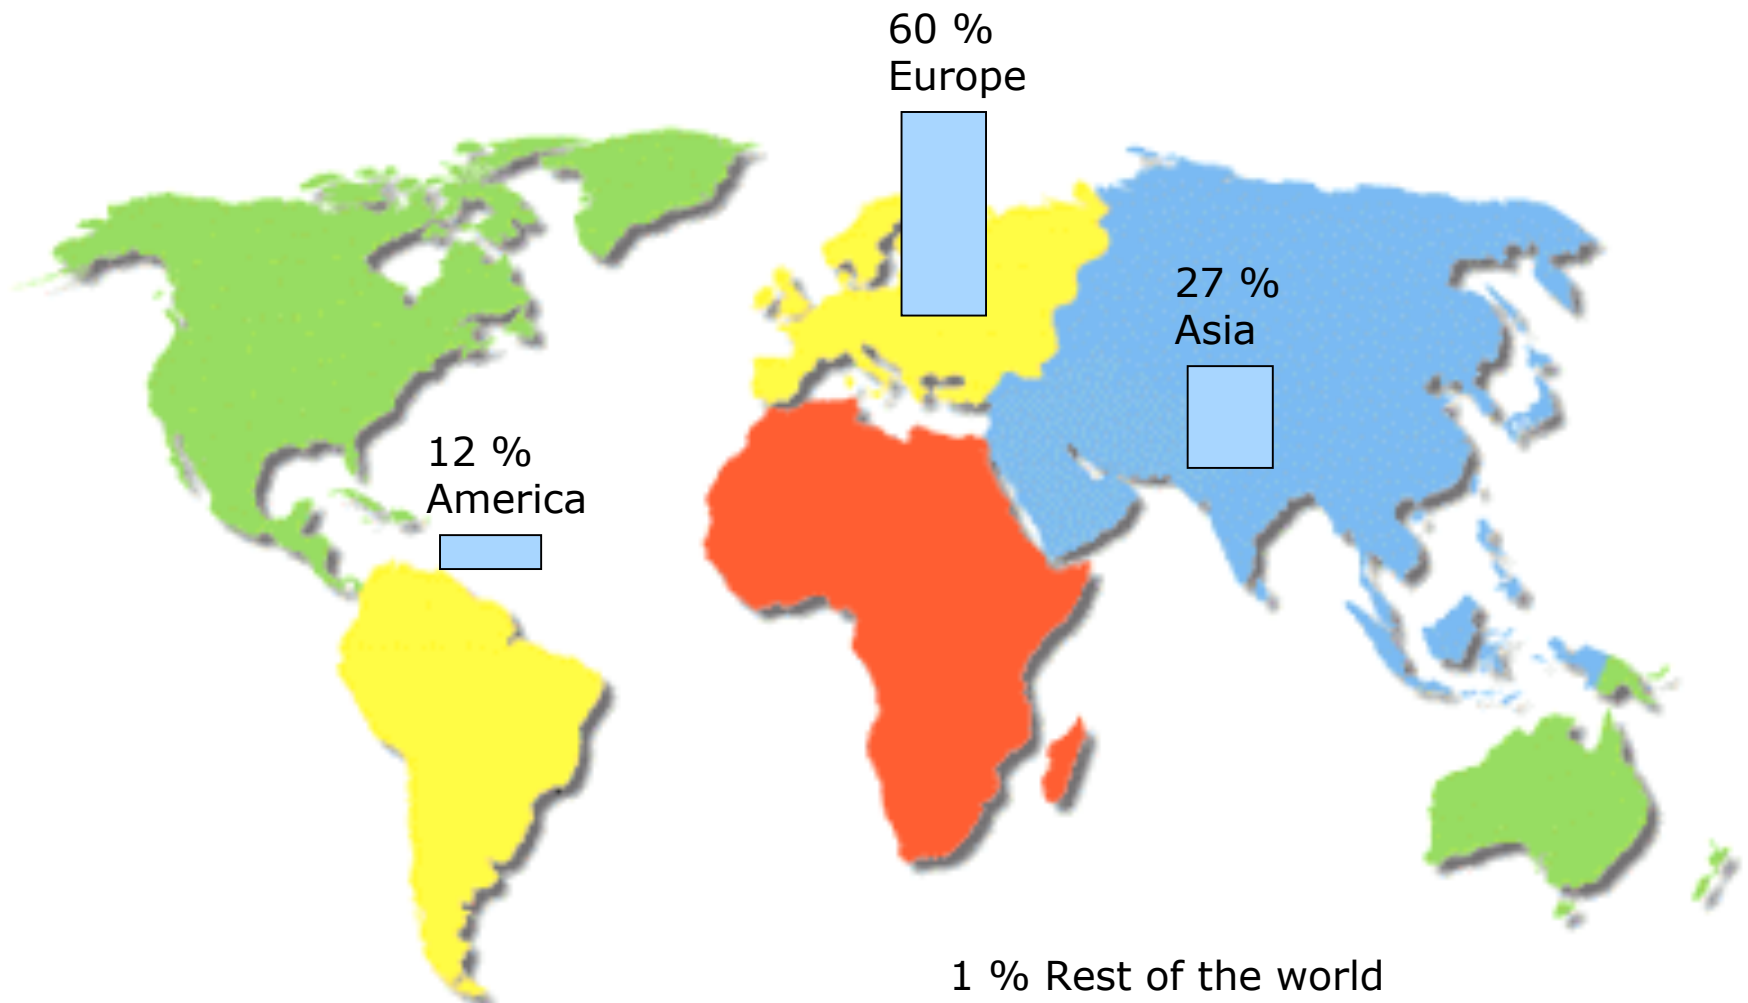 60 %
Europe
27 %
Asia
12 %
America
1 % Rest of the world